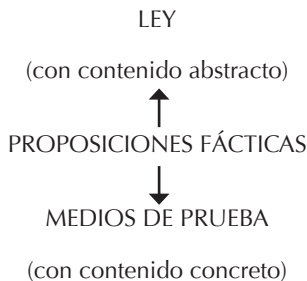 LEY
(con contenido abstracto)
PROPOSICIONES FÁCTICAS
MEDIOS DE PRUEBA
(con contenido concreto)